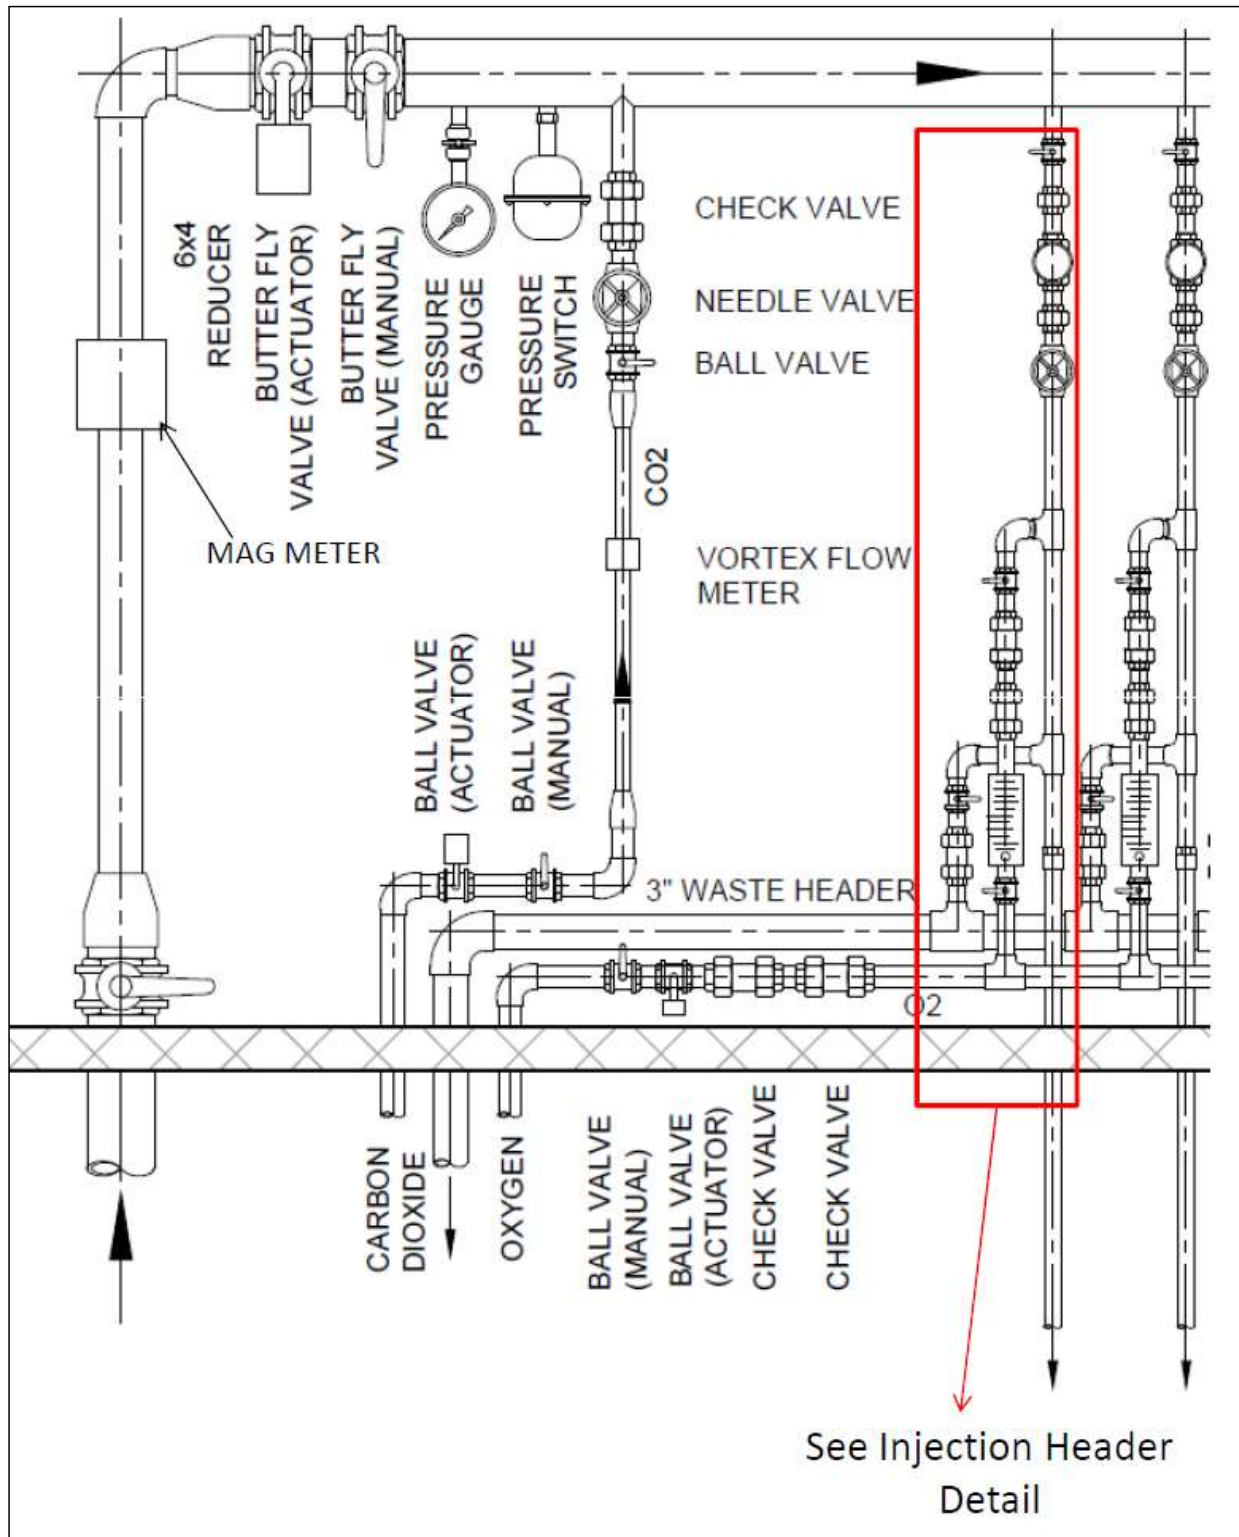 CHECK VALVE
NEEDLE VALVE
BALL VALVE
6x4
REDUCER
BUTTER FLY
VALVE (ACTUATOR)
BUTTER FLY
VALVE (MANUAL)
PRESSURE
GAUGE
PRESSURE
SWITCH
CO2
MAG METER
VORTEX FLOW
METER
BALL VALVE
(ACTUATOR)
BALL VALVE
(MANUAL)
3" WASTE HEADER
O2
CARBON
DIOXIDE
OXYGEN
BALL VALVE
(MANUAL)
BALL VALVE
(ACTUATOR)
CHECK VALVE
CHECK VALVE
See Injection Header
Detail